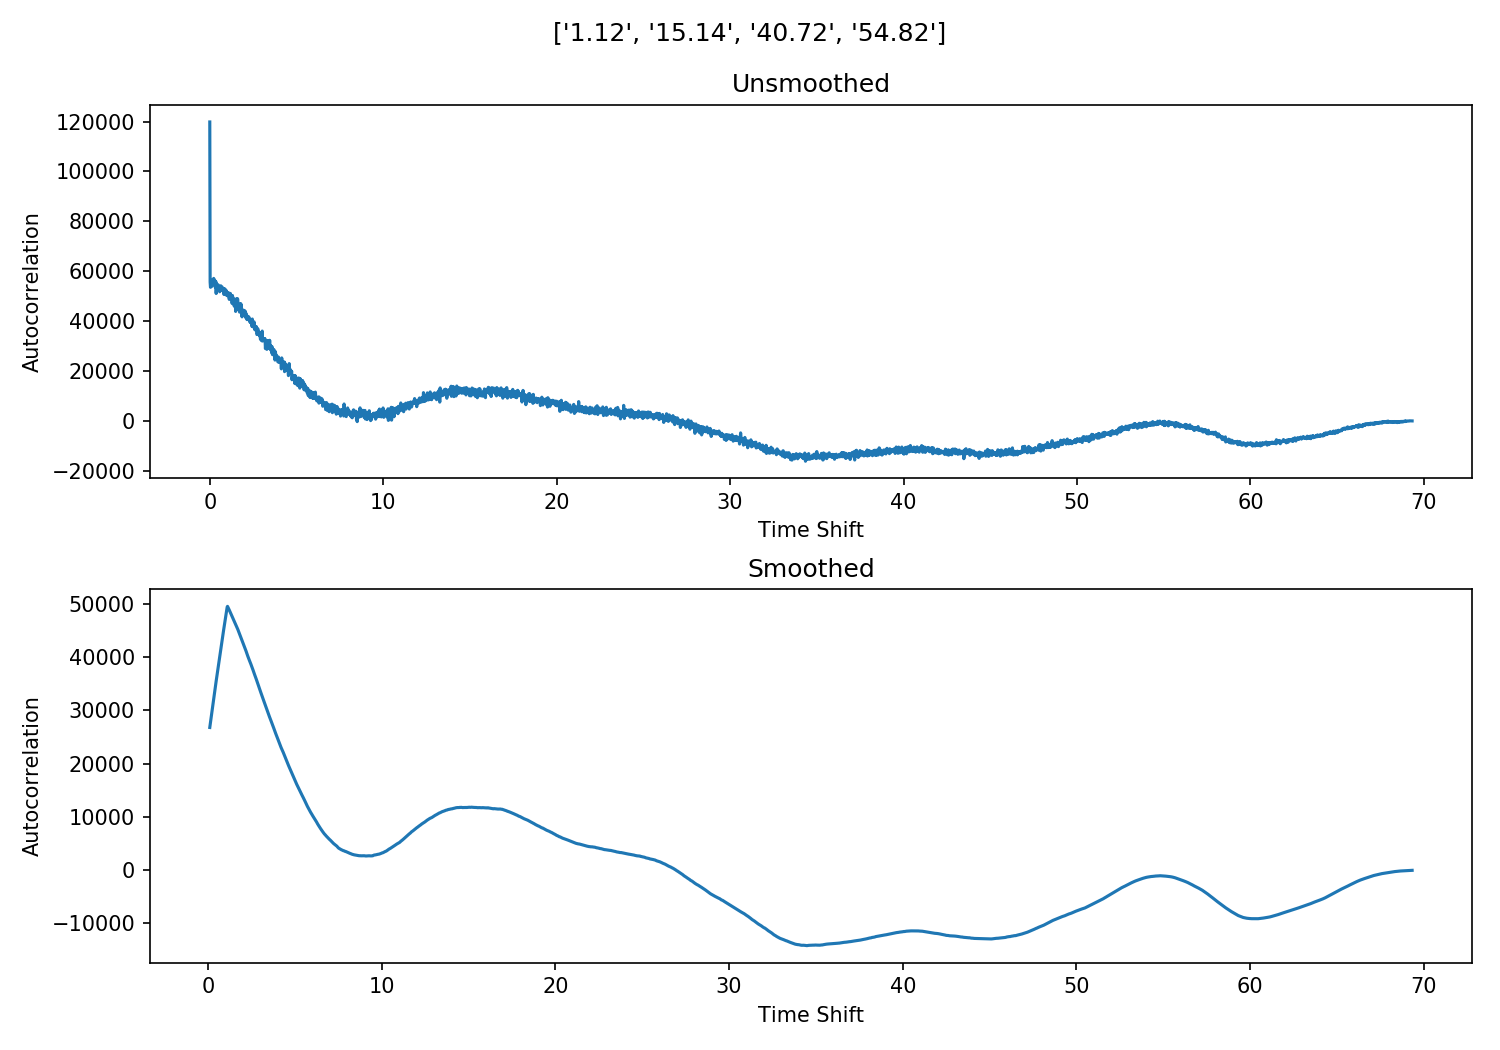 ['1.12', '15.14', '40.72', '54.82']
Unsmoothed
120000
100000
80000
60000
40000
20000
0
−20000
Autocorrelation
0 10 20 30 40 50 60 70
Time Shift
Smoothed
50000
40000
30000
20000
10000
0
−10000
Autocorrelation
0 10 20 30 40 50 60 70
Time Shift